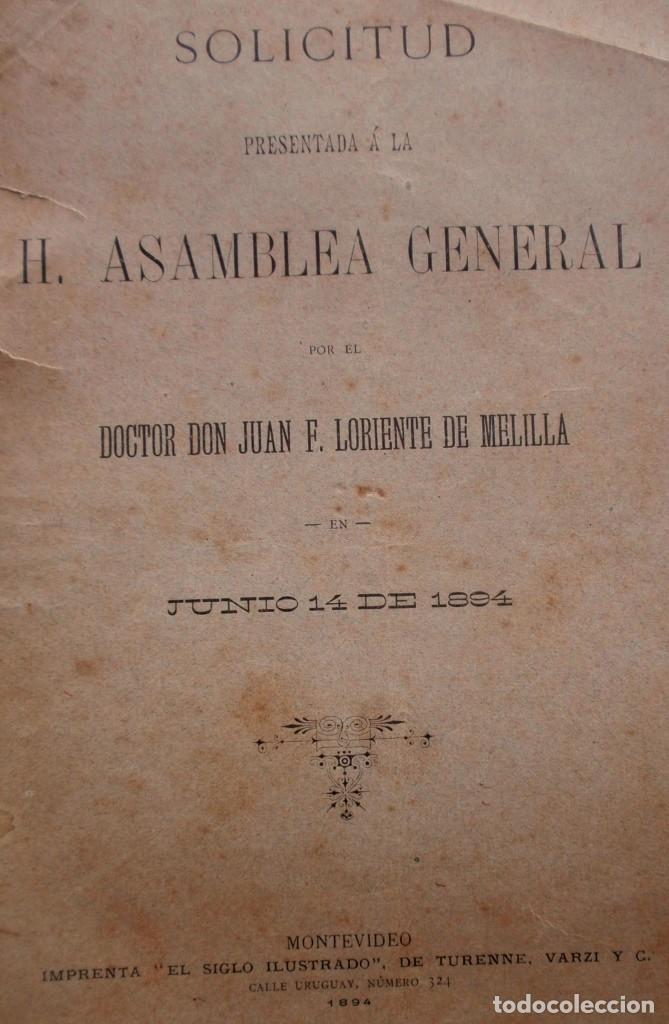 SOLICITUD
PRESENTADA Á LA
H. ASAMBLEA GENERAL
POR EL
DOCTOR DON JUAN F. LORIENTE DE MELILLA
— EN —
JUNIO 14 DE 1894
MONTEVIDEO
IMPRENTA "EL SIGLO ILUSTRADO", DE TURENNE, VARZI Y C.
CALLE URUGUAY, NÚMERO 324
1894
todocoleccion